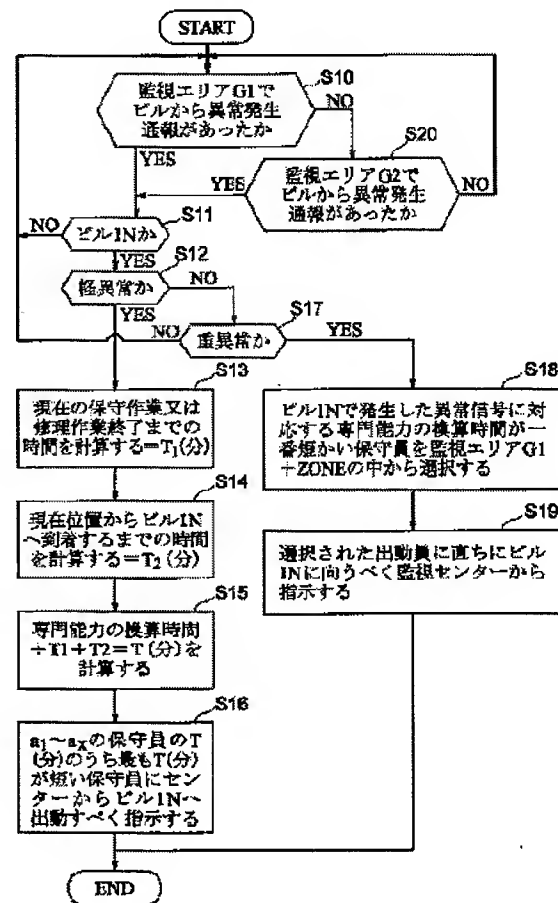 START
S10
監視エリアG1で
ビルから異常発生
通報があったか
NO
S20
YES
監視エリアG2で
ビルから異常発生
通報があったか
YES
NO
S11
NO
ビル1Nか
S12
YES
軽異常か
NO
S17
YES
NO
重異常か
YES
S13
現在の保守作業又は
修理作業終了までの
時間を計算する=T₁(分)
S18
ビル1Nで発生した異常信号に対
応する専門能力の換算時間が一
番短かい保守員を監視エリアG1
+ZONEの中から選択する
S14
現在位置からビル1N
へ到着するまでの時間
を計算する=T₂(分)
S19
選択された出動員に直ちにビル
1Nに向うべく監視センターから
指示する
S15
専門能力の換算時間
+T1+T2=T(分)を
計算する
S16
a₁~aₓの保守員のT
(分)のうち最もT(分)
が短い保守員にセン
ターからビル1Nへ
出動すべく指示する
END